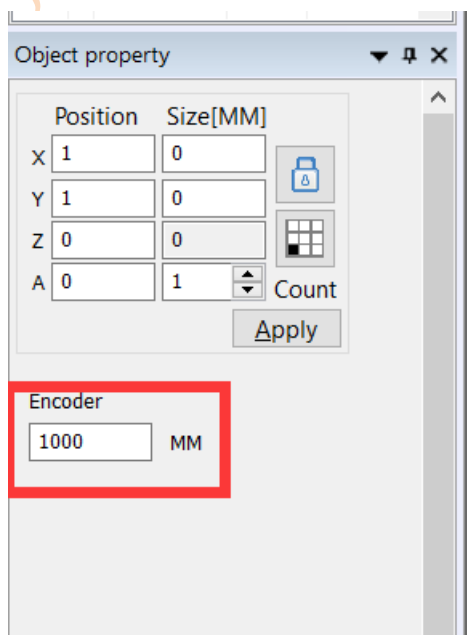 Object property
Position Size[MM]
X 1 0
Y 1 0
Z 0 0
A 0 1 Count
Apply
Encoder
1000 MM